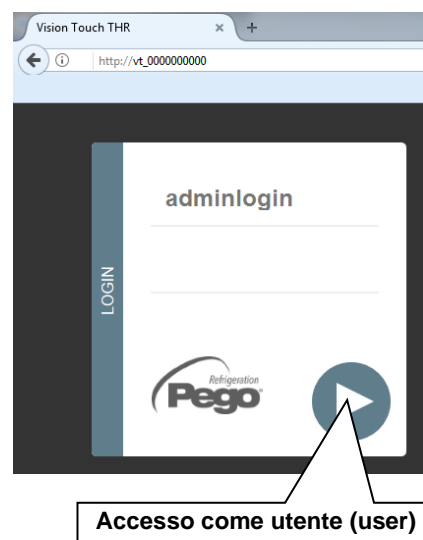 Vision Touch THR × +
http://vt_0000000000
adminlogin
LOGIN
Refrigeration
Pego
Accesso come utente (user)